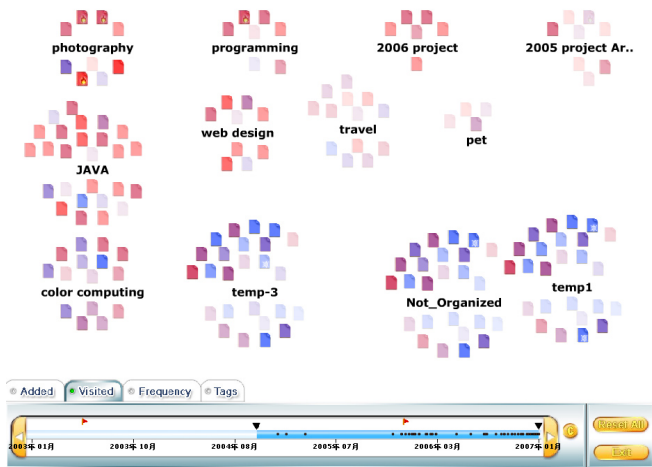 photography programming 2006 project 2005 project Ar..
web design travel pet
JAVA
color computing temp-3 Not_Organized temp1
Added Visited Frequency Tags
2003年01月 2003年10月 2004年08月 2005年07月 2006年03月 2007年01月
Reset All
Exit